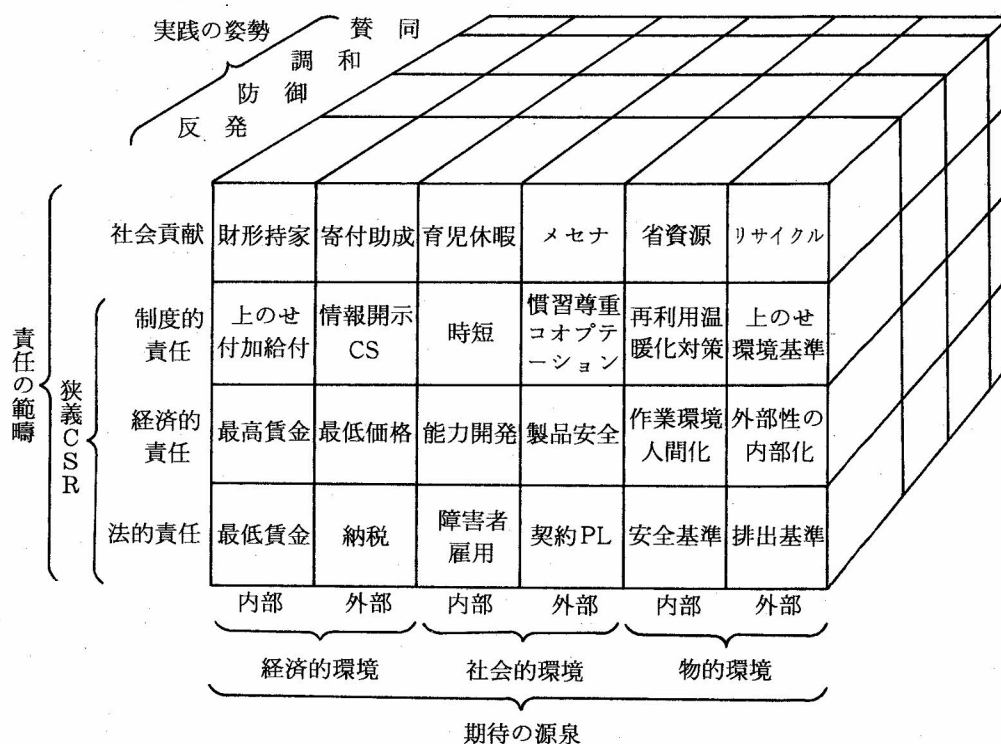 実践の姿勢
賛同
調和
防御
反発
責任の範疇
狭義CSR
社会貢献
財形持家
寄付助成
育児休暇
メセナ
省資源
リサイクル
制度的
責任
上のせ
付加給付
情報開示
CS
時短
慣習尊重
コオプテ
ーション
再利用温
暖化対策
上のせ
環境基準
経済的
責任
最高賃金
最低価格
能力開発
製品安全
作業環境
人間化
外部性の
内部化
法的責任
最低賃金
納税
障害者
雇用
契約PL
安全基準
排出基準
内部
外部
内部
外部
内部
外部
経済的環境
社会的環境
物的環境
期待の源泉